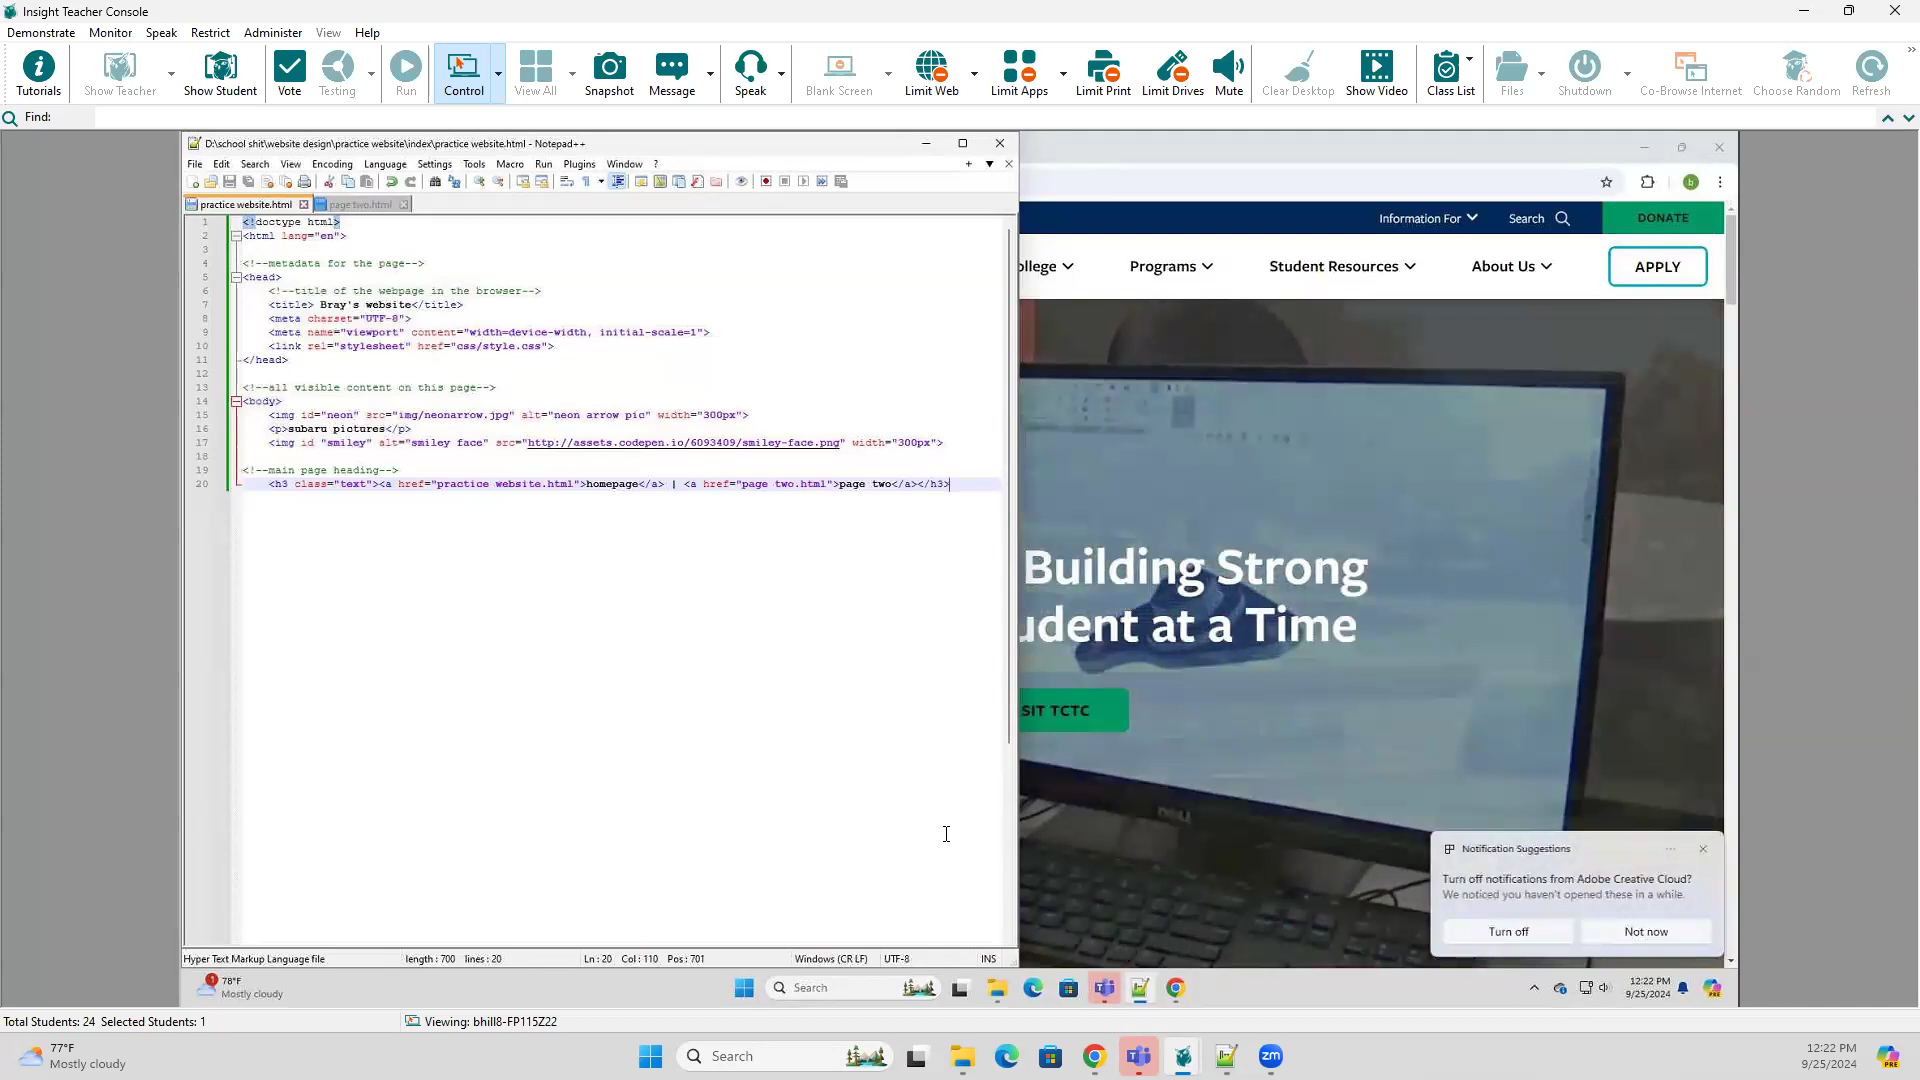 Insight Teacher Console
Demonstrate Monitor Speak Restrict Administer View Help
Tutorials Show Teacher Show Student Vote Testing Run Control View All Snapshot Message Speak Blank Screen Limit Web Limit Apps Limit Print Limit Drives Mute Clear Desktop Show Video Class List Files Shutdown Co-Browse Internet Choose Random Refresh
Find:
D:\school shit\website design\practice website\index\practice website.html - Notepad++
File Edit Search View Encoding Language Settings Tools Macro Run Plugins Window ?
practice website.html page two.html
1 <!doctype html>
2 <html lang="en">
3
4 <!--metadata for the page-->
5 <head>
6 <!--title of the webpage in the browser-->
7 <title> Bray's website</title>
8 <meta charset="UTF-8">
9 <meta name="viewport" content="width=device-width, initial-scale=1">
10 <link rel="stylesheet" href="css/style.css">
11 </head>
12
13 <!--all visible content on this page-->
14 <body>
15 <img id="neon" src="img/neonarrow.jpg" alt="neon arrow pic" width="300px">
16 <p>subaru pictures</p>
17 <img id "smiley" alt="smiley face" src="http://assets.codepen.io/6093409/smiley-face.png" width="300px">
18
19 <!--main page heading-->
20 <h3 class="text"><a href="practice website.html">homepage</a> | <a href="page two.html">page two</a></h3>
Hyper Text Markup Language file length : 700 lines : 20 Ln : 20 Col : 110 Pos : 701 Windows (CR LF) UTF-8 INS
b
Information For Search DONATE
ollege Programs Student Resources About Us APPLY
Building Strong
udent at a Time
SIT TCTC
DELL
Notification Suggestions
Turn off notifications from Adobe Creative Cloud?
We noticed you haven't opened these in a while.
Turn off Not now
1 78°F
Mostly cloudy
Search
12:22 PM
9/25/2024
PRE
Total Students: 24 Selected Students: 1 Viewing: bhill8-FP115Z22
77°F
Mostly cloudy
Search
zm
12:22 PM
9/25/2024
PRE